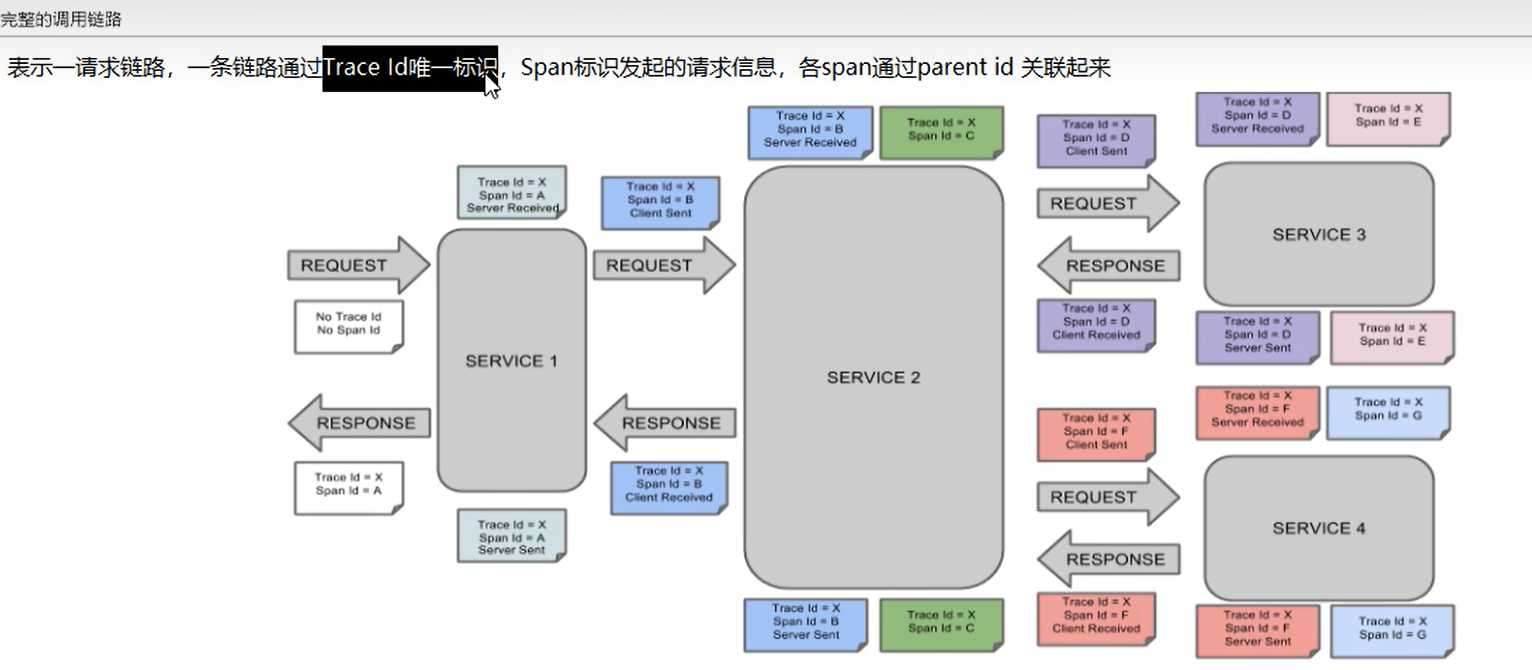 完整的调用链路
表示一请求链路，一条链路通过Trace Id唯一标识，Span标识发起的请求信息，各span通过parent id 关联起来
Trace Id = X
Span Id = A
Server Received
Trace Id = X
Span Id = B
Client Sent
REQUEST
No Trace Id
No Span Id
SERVICE 1
REQUEST
RESPONSE
Trace Id = X
Span Id = A
RESPONSE
Trace Id = X
Span Id = B
Client Received
Trace Id = X
Span Id = A
Server Sent
Trace Id = X
Span Id = B
Server Received
Trace Id = X
Span Id = C
SERVICE 2
Trace Id = X
Span Id = B
Server Sent
Trace Id = X
Span Id = C
Trace Id = X
Span Id = D
Client Sent
REQUEST
RESPONSE
Trace Id = X
Span Id = D
Client Received
Trace Id = X
Span Id = D
Server Received
Trace Id = X
Span Id = E
SERVICE 3
Trace Id = X
Span Id = D
Server Sent
Trace Id = X
Span Id = E
Trace Id = X
Span Id = F
Client Sent
REQUEST
RESPONSE
Trace Id = X
Span Id = F
Client Received
Trace Id = X
Span Id = F
Server Received
Trace Id = X
Span Id = G
SERVICE 4
Trace Id = X
Span Id = F
Server Sent
Trace Id = X
Span Id = G